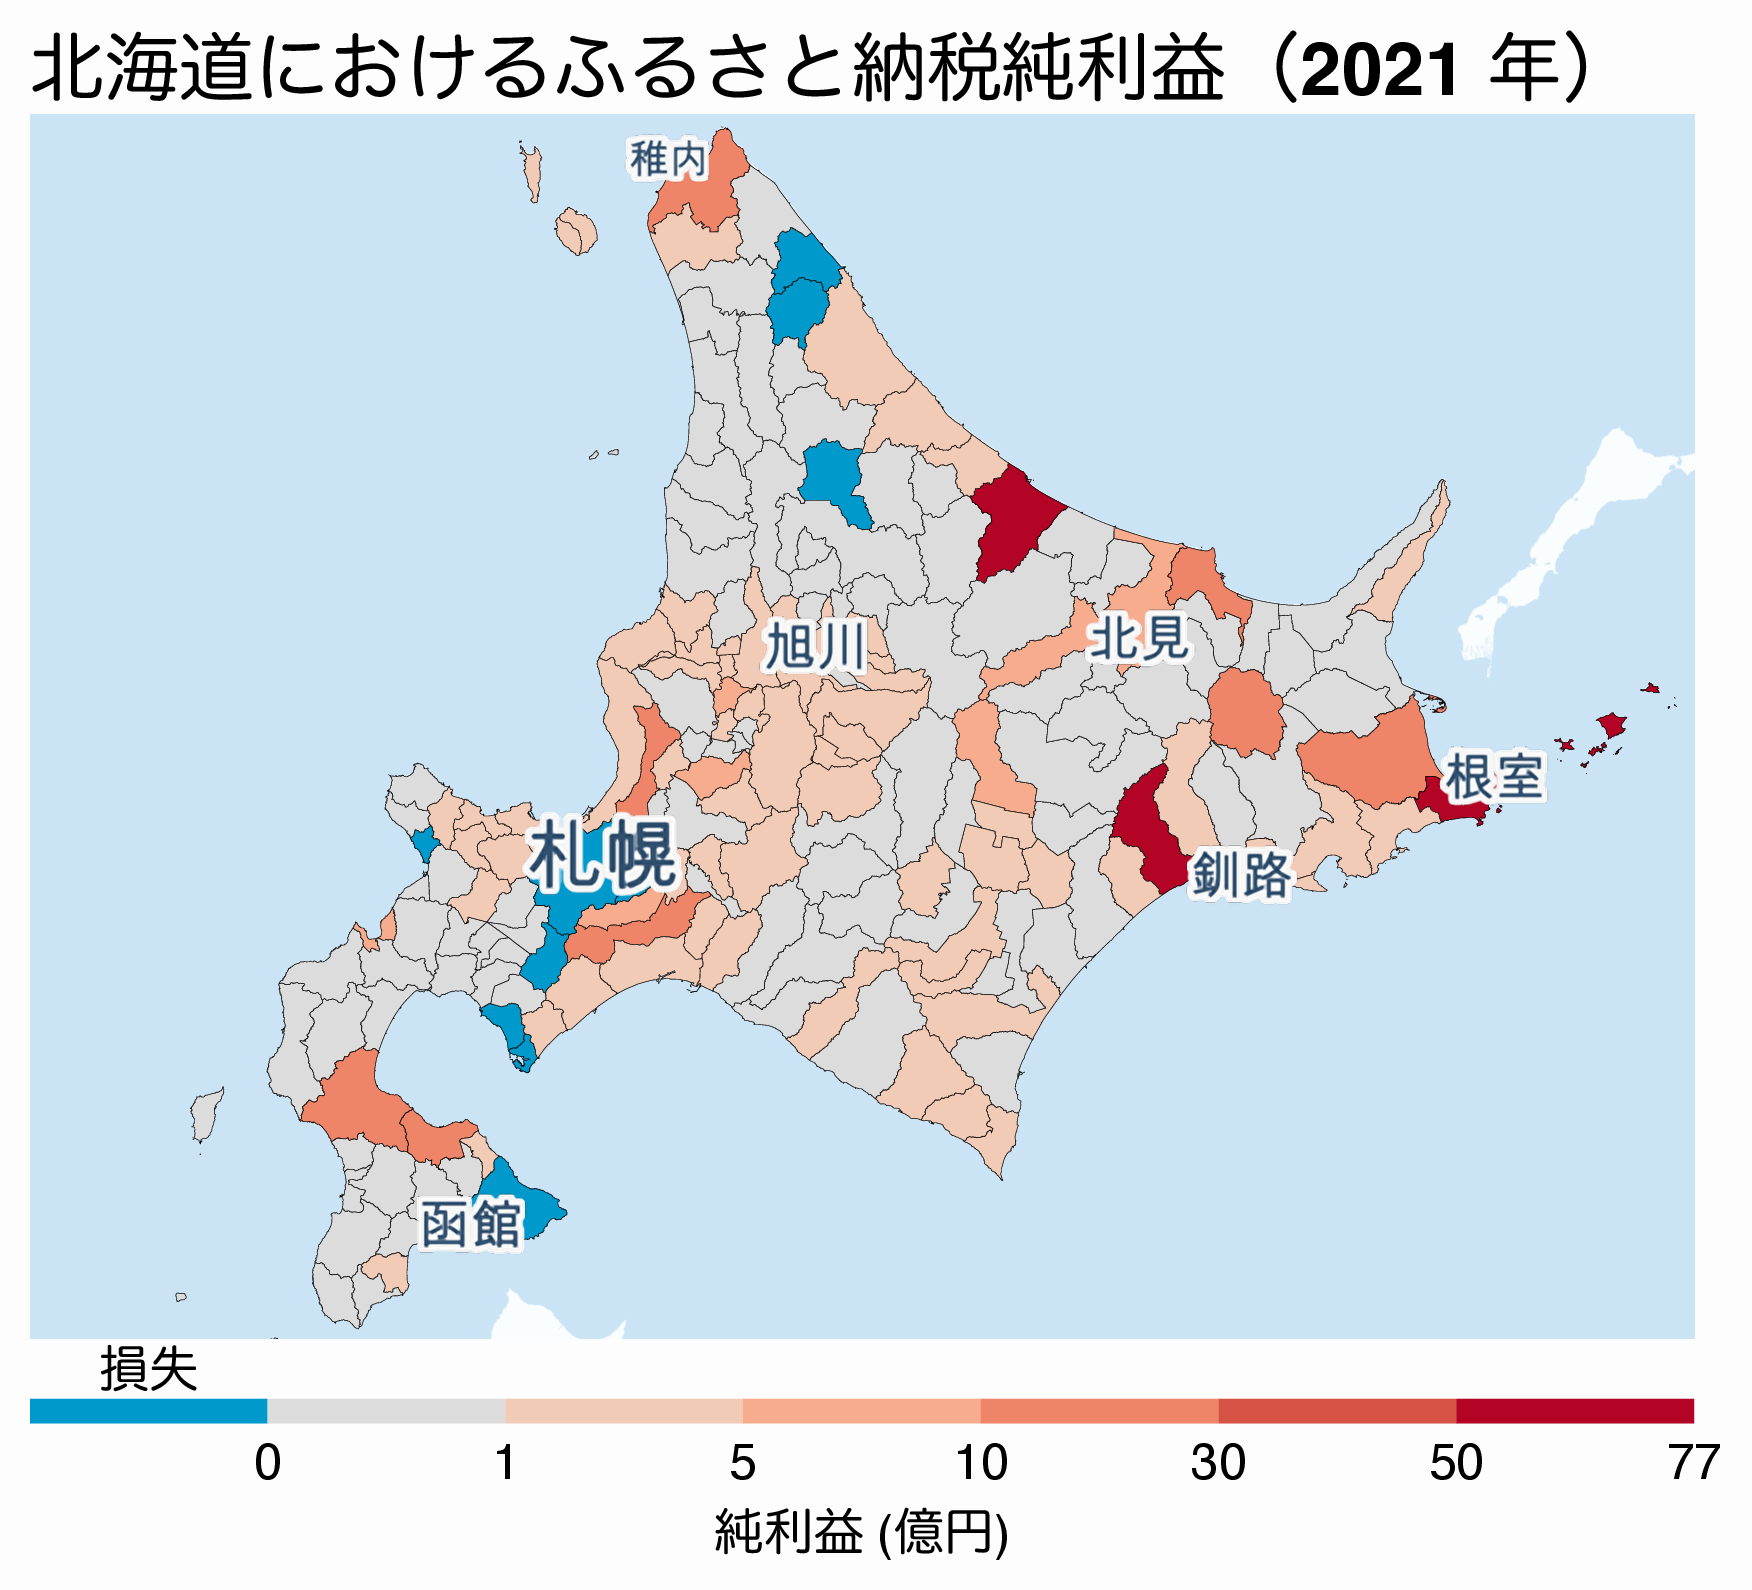 北海道におけるふるさと納税純利益（2021 年）
稚内
旭川
北見
根室
札幌
釧路
函館
損失
0 1 5 10 30 50 77
純利益 (億円)